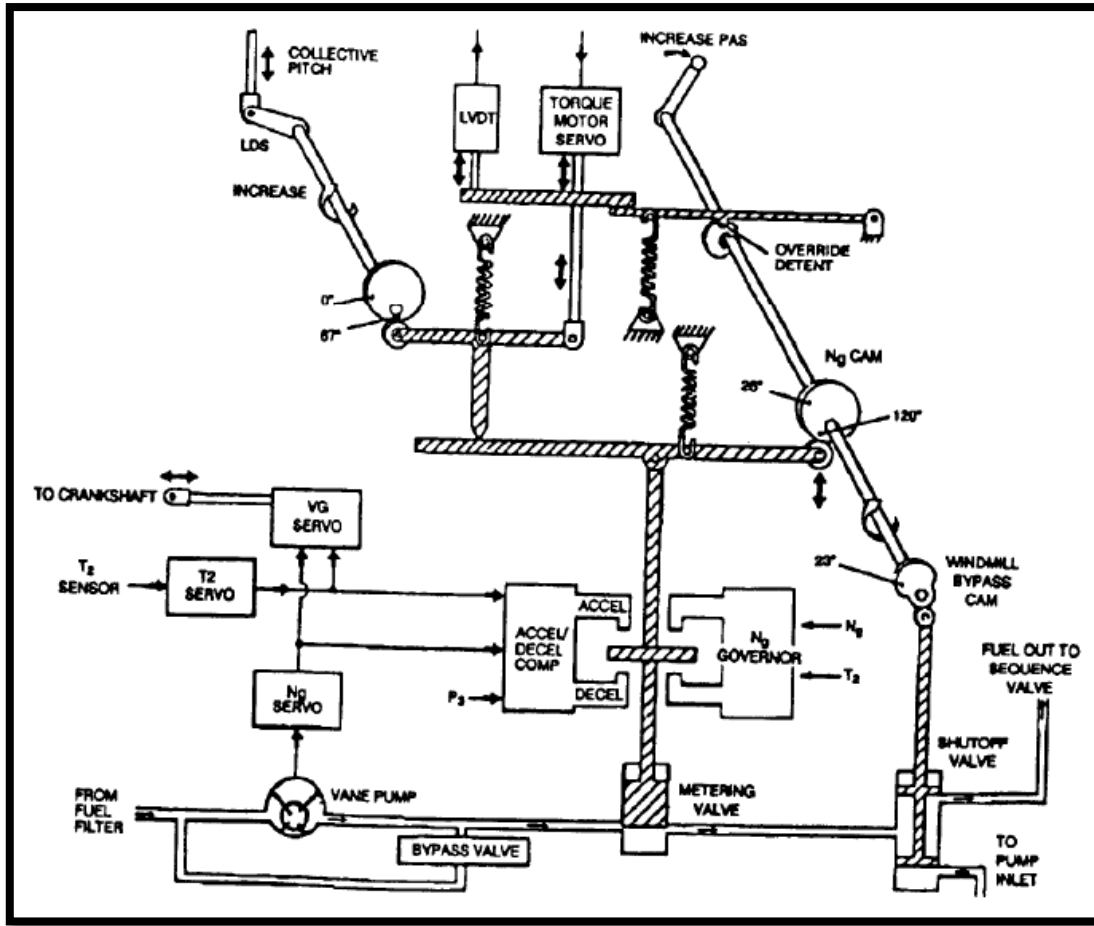 COLLECTIVE
PITCH
LDS
INCREASE
0°
67°
LVDT
TORQUE
MOTOR
SERVO
INCREASE PAS
OVERRIDE
DETENT
Ng CAM
26°
120°
TO CRANKSHAFT
VG
SERVO
T2
SENSOR
T2
SERVO
ACCEL/
DECEL
COMP
ACCEL
DECEL
P3
Ng
GOVERNOR
Ng
T2
23°
WINDMILL
BYPASS
CAM
FUEL OUT TO
SEQUENCE
VALVE
SHUTOFF
VALVE
Ng
SERVO
FROM
FUEL
FILTER
VANE PUMP
BYPASS VALVE
METERING
VALVE
TO
PUMP
INLET